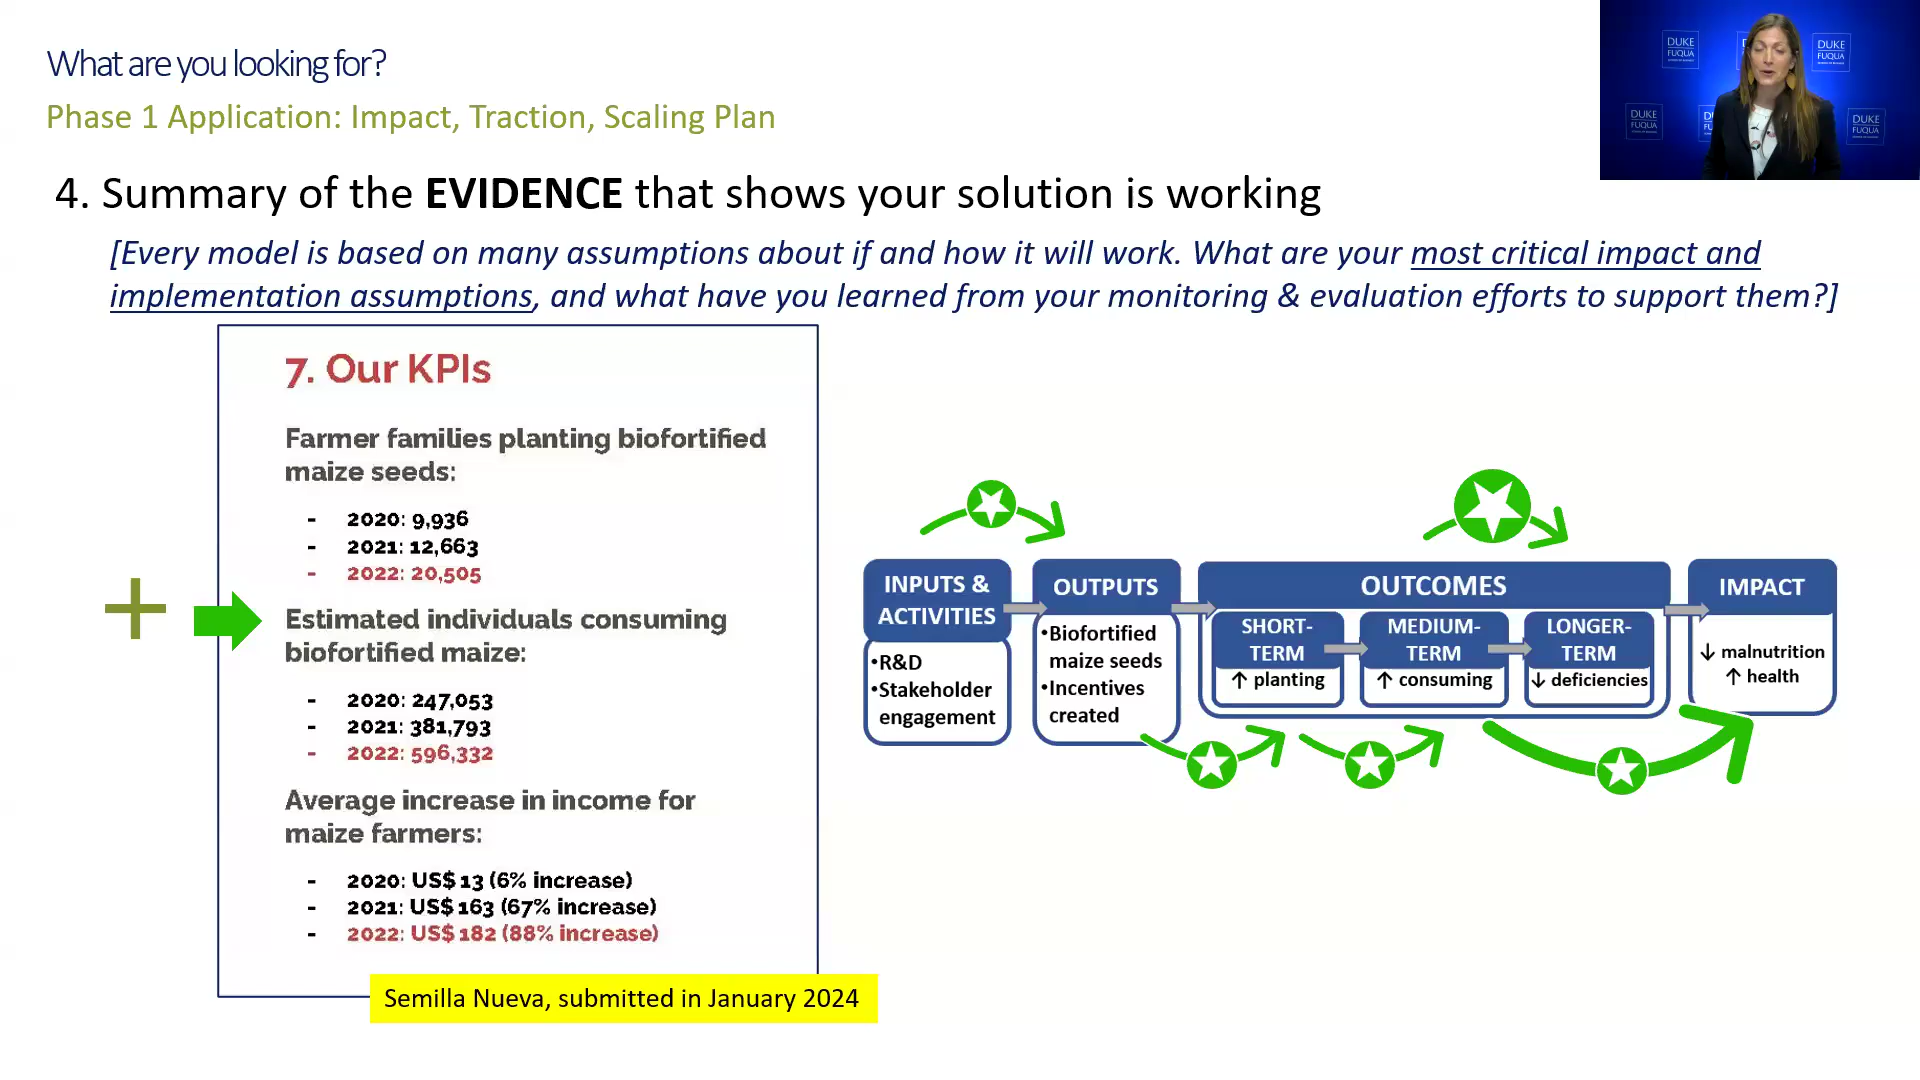 What are you looking for?
Phase 1 Application: Impact, Traction, Scaling Plan
4. Summary of the EVIDENCE that shows your solution is working
[Every model is based on many assumptions about if and how it will work. What are your most critical impact and
implementation assumptions, and what have you learned from your monitoring & evaluation efforts to support them?]
7. Our KPIs
Farmer families planting biofortified
maize seeds:
- 2020: 9,936
- 2021: 12,663
- 2022: 20,505
Estimated individuals consuming
biofortified maize:
- 2020: 247,053
- 2021: 381,793
- 2022: 596,332
Average increase in income for
maize farmers:
- 2020: US$ 13 (6% increase)
- 2021: US$ 163 (67% increase)
- 2022: US$ 182 (88% increase)
Semilla Nueva, submitted in January 2024
INPUTS &
ACTIVITIES
•R&D
•Stakeholder
engagement
OUTPUTS
•Biofortified
maize seeds
•Incentives
created
OUTCOMES
SHORT-
TERM
↑ planting
MEDIUM-
TERM
↑ consuming
LONGER-
TERM
↓ deficiencies
IMPACT
↓ malnutrition
↑ health
DUKE
FUQUA
DUKE
FUQUA
DUKE
FUQUA
DUKE
FUQUA